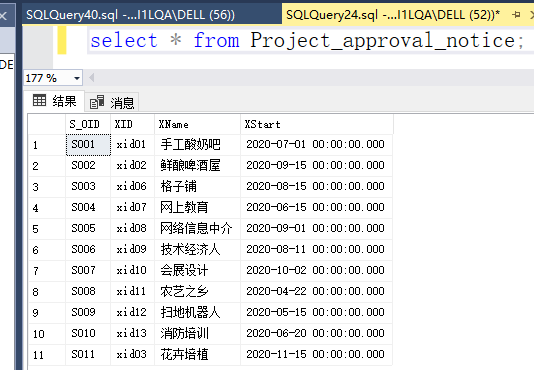 SQLQuery40.sql -...I1LQA\DELL (56)) SQLQuery24.sql -...I1LQA\DELL (52))*
DE
select * from Project_approval_notice;
177 %
结果 消息
S_OID XID XName XStart
1 S001 xid01 手工酸奶吧 2020-07-01 00:00:00.000
2 S002 xid02 鲜酿啤酒屋 2020-09-15 00:00:00.000
3 S003 xid06 格子铺 2020-08-15 00:00:00.000
4 S004 xid07 网上教育 2020-06-15 00:00:00.000
5 S005 xid08 网络信息中介 2020-09-01 00:00:00.000
6 S006 xid09 技术经济人 2020-08-11 00:00:00.000
7 S007 xid10 会展设计 2020-10-02 00:00:00.000
8 S008 xid11 农艺之乡 2020-04-22 00:00:00.000
9 S009 xid12 扫地机器人 2020-05-15 00:00:00.000
10 S010 xid13 消防培训 2020-06-20 00:00:00.000
11 S011 xid03 花卉培植 2020-11-15 00:00:00.000